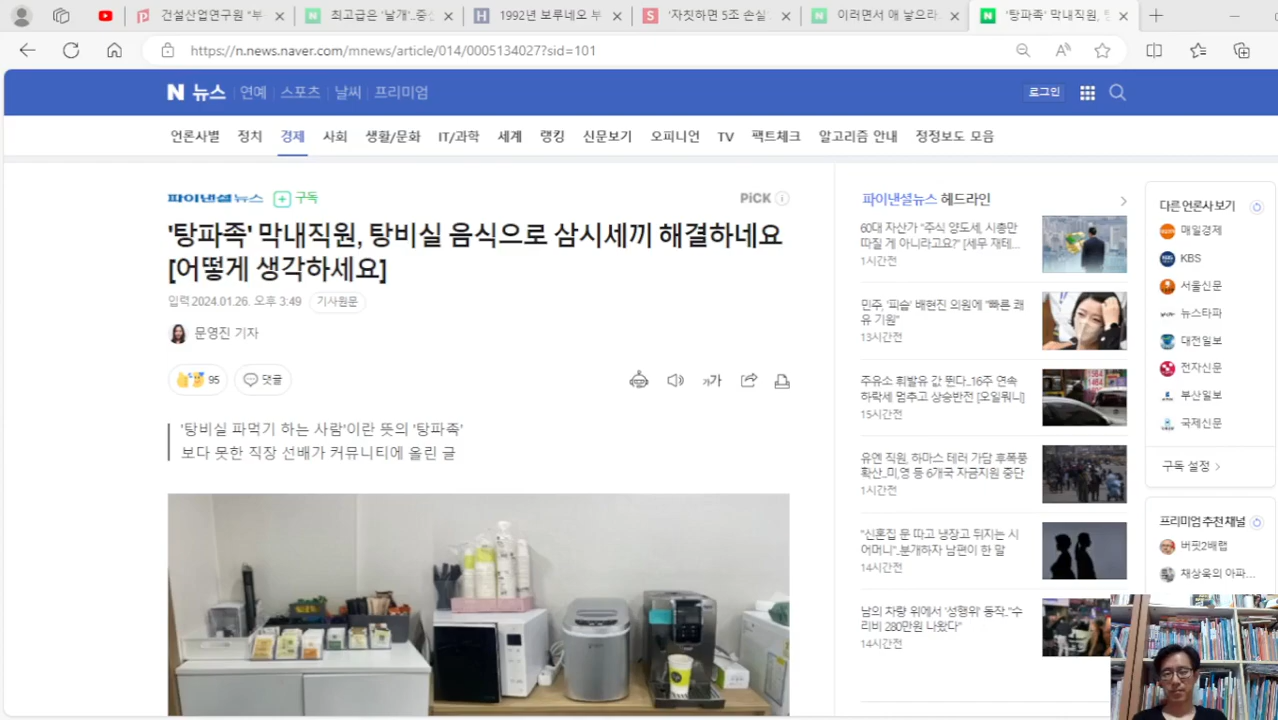 건설산업연구원 "부
최고급은 '날개'..중산
1992년 보루네오 부
'자칫하면 5조 손실
이러면서 애 낳으라
'탕파족' 막내직원, 탕
https://n.news.naver.com/mnews/article/014/0005134027?sid=101
N 뉴스 연예 스포츠 날씨 프리미엄
로그인
언론사별 정치 경제 사회 생활/문화 IT/과학 세계 랭킹 신문보기 오피니언 TV 팩트체크 알고리즘 안내 정정보도 모음
파이낸셜뉴스 구독
PiCK
'탕파족' 막내직원, 탕비실 음식으로 삼시세끼 해결하네요
[어떻게 생각하세요]
입력2024.01.26. 오후 3:49 기사원문
문영진 기자
95 댓글
가가
'탕비실 파먹기 하는 사람'이란 뜻의 '탕파족'
보다 못한 직장 선배가 커뮤니티에 올린 글
파이낸셜뉴스 헤드라인
60대 자산가 "주식 양도세, 시총만
따질 게 아니라고요?" [세무 재테...
1시간전
민주, '피습' 배현진 의원에 "빠른 쾌
유 기원"
13시간전
주유소 휘발유 값 뛴다..16주 연속
하락세 멈추고 상승반전 [오일뭐니]
15시간전
유엔 직원, 하마스 테러 가담 후폭풍
확산..미,영 등 6개국 자금지원 중단
1시간전
"신혼집 문 따고 냉장고 뒤지는 시
어머니"..분개하자 남편이 한 말
14시간전
남의 차량 위에서 '성행위' 동작.."수
리비 280만원 나왔다"
14시간전
다른 언론사 보기
매일경제
KBS
서울신문
뉴스타파
대전일보
전자신문
부산일보
국제신문
구독 설정
프리미엄 추천 채널
버핏2배랩
채상욱의 아파...